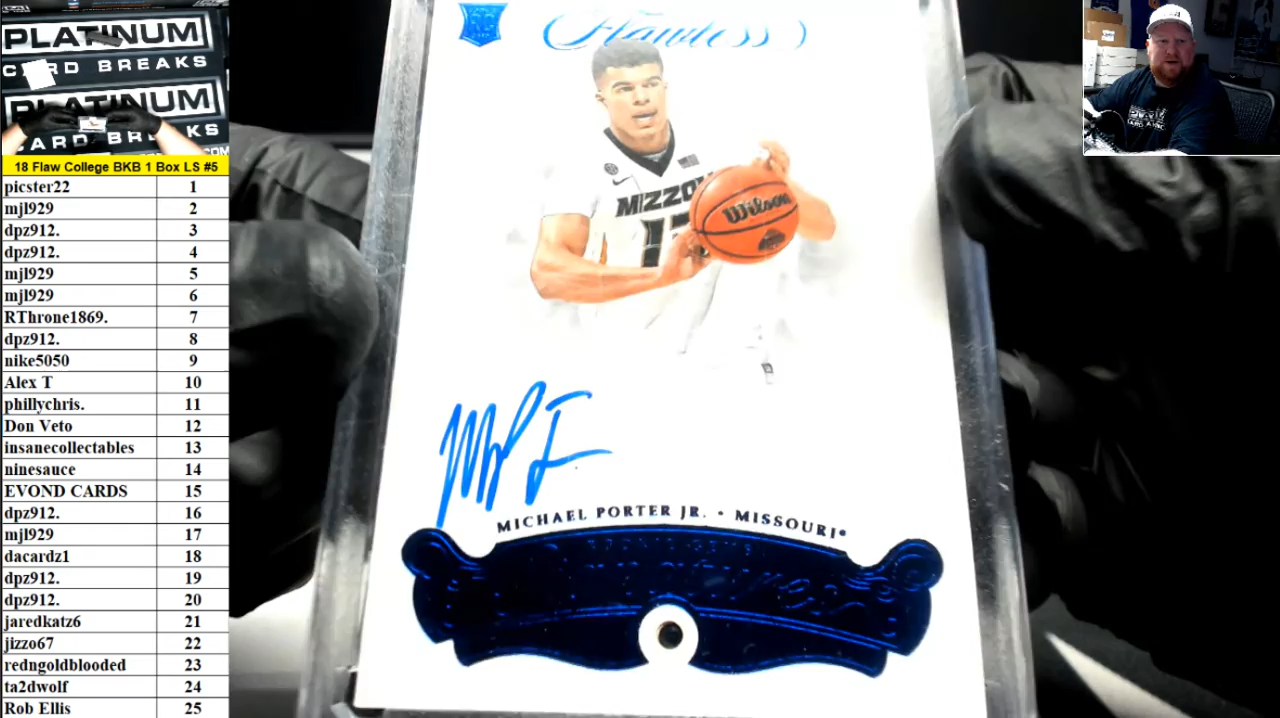 PLATINUM
CARD BREAKS
PLATINUM
CARD BREAKS
18 Flaw College BKB 1 Box LS #5
picster22 1
mjl929 2
dpz912. 3
dpz912. 4
mjl929 5
mjl929 6
RThrone1869. 7
dpz912. 8
nike5050 9
Alex T 10
phillychris. 11
Don Veto 12
insanecollectables 13
ninesauce 14
EVOND CARDS 15
dpz912. 16
mjl929 17
dacardz1 18
dpz912. 19
dpz912. 20
jaredkatz6 21
jizzo67 22
redngoldblooded 23
ta2dwolf 24
Rob Ellis 25
Flawless
MIZZOU
Wilson
MICHAEL PORTER JR. • MISSOURI
Signatures